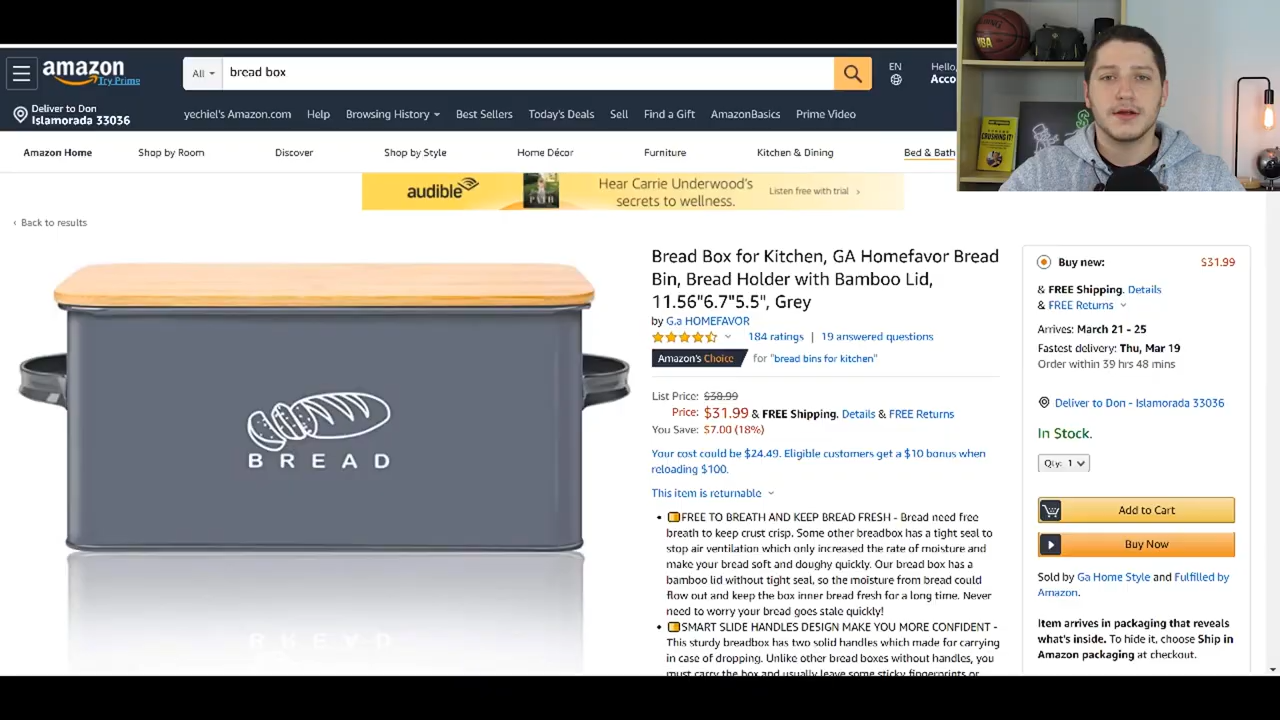 amazon
Try Prime
All
bread box
EN
Hello,
Acco
Deliver to Don
Islamorada 33036
yechiel's Amazon.com
Help
Browsing History
Best Sellers
Today's Deals
Sell
Find a Gift
AmazonBasics
Prime Video
Amazon Home
Shop by Room
Discover
Shop by Style
Home Décor
Furniture
Kitchen & Dining
Bed & Bath
NBA
CRUSHING IT!
audible
PATH
Hear Carrie Underwood's
secrets to wellness.
Listen free with trial ›
‹ Back to results
BREAD
Bread Box for Kitchen, GA Homefavor Bread
Bin, Bread Holder with Bamboo Lid,
11.56"6.7"5.5", Grey
by G.a HOMEFAVOR
184 ratings | 19 answered questions
Amazon's Choice for "bread bins for kitchen"
List Price: $38.99
Price: $31.99 & FREE Shipping. Details & FREE Returns
You Save: $7.00 (18%)
Your cost could be $24.49. Eligible customers get a $10 bonus when
reloading $100.
This item is returnable
• FREE TO BREATH AND KEEP BREAD FRESH - Bread need free
breath to keep crust crisp. Some other breadbox has a tight seal to
stop air ventilation which only increased the rate of moisture and
make your bread soft and doughy quickly. Our bread box has a
bamboo lid without tight seal, so the moisture from bread could
flow out and keep the box inner bread fresh for a long time. Never
need to worry your bread goes stale quickly!
• SMART SLIDE HANDLES DESIGN MAKE YOU MORE CONFIDENT -
This sturdy breadbox has two solid handles which made for carrying
in case of dropping. Unlike other bread boxes without handles, you
must carry the box and usually leave some sticky fingerprints or
Buy new: $31.99
& FREE Shipping. Details
& FREE Returns
Arrives: March 21 - 25
Fastest delivery: Thu, Mar 19
Order within 39 hrs 48 mins
Deliver to Don - Islamorada 33036
In Stock.
Qty: 1
Add to Cart
Buy Now
Sold by Ga Home Style and Fulfilled by
Amazon.
Item arrives in packaging that reveals
what's inside. To hide it, choose Ship in
Amazon packaging at checkout.